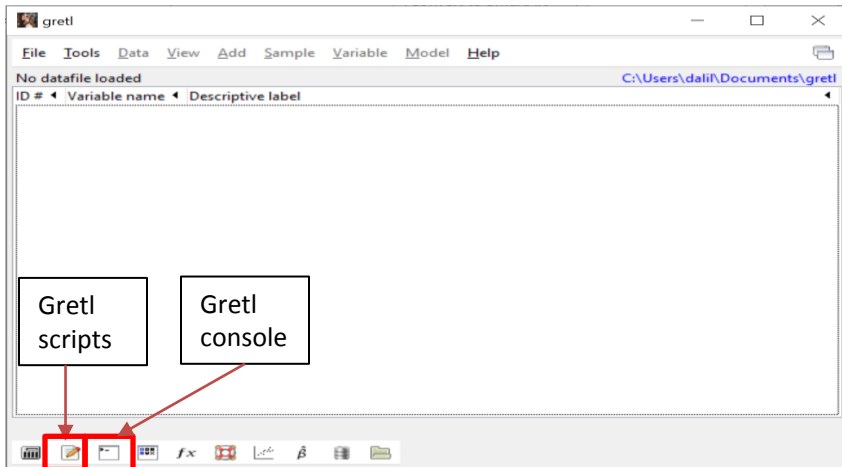 gretl
File Tools Data View Add Sample Variable Model Help
No datafile loaded C:\Users\dalil\Documents\gretl
ID # Variable name Descriptive label
Gretl
scripts
Gretl
console
fx β̂